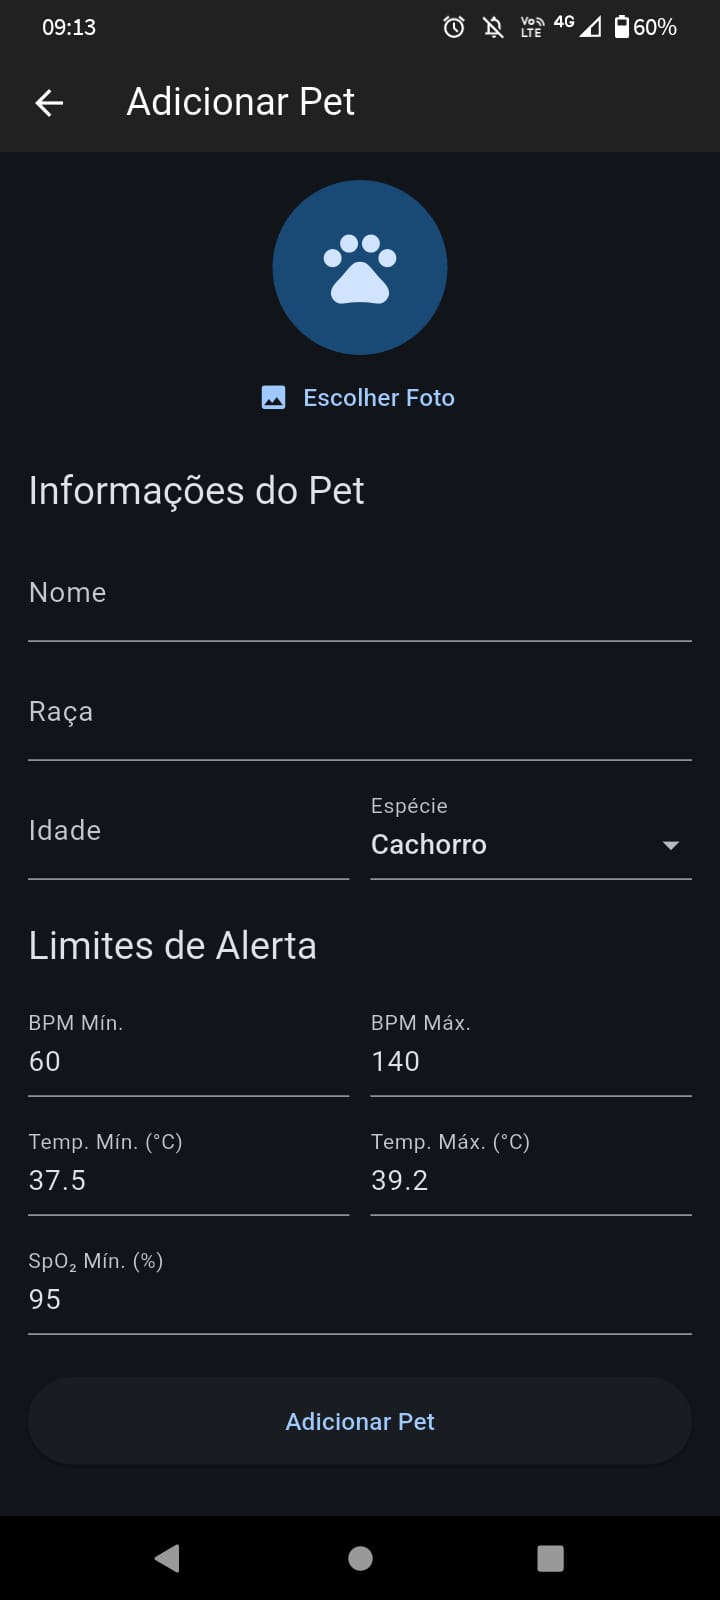 09:13 Vo LTE 4G 60%
Adicionar Pet
Escolher Foto
Informações do Pet
Nome
Raça
Idade
Espécie
Cachorro
Limites de Alerta
BPM Mín. BPM Máx.
60 140
Temp. Mín. (°C) Temp. Máx. (°C)
37.5 39.2
SpO₂ Mín. (%)
95
Adicionar Pet